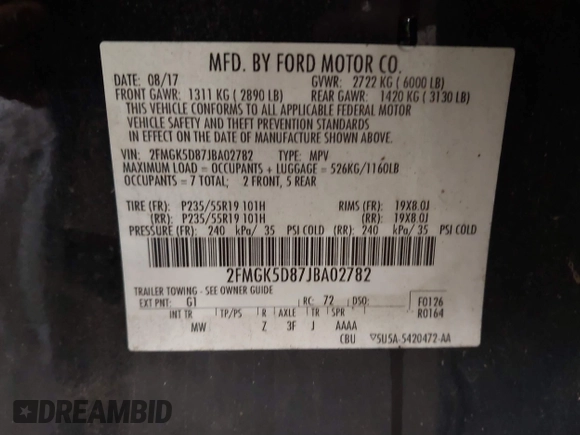 MFD. BY FORD MOTOR CO.
DATE: 08/17 GVWR: 2722 KG ( 6000 LB)
FRONT GAWR: 1311 KG ( 2890 LB) REAR GAWR: 1420 KG ( 3130 LB)
THIS VEHICLE CONFORMS TO ALL APPLICABLE FEDERAL MOTOR
VEHICLE SAFETY AND THEFT PREVENTION STANDARDS
IN EFFECT ON THE DATE OF MANUFACTURE SHOWN ABOVE.
VIN: 2FMGK5D87JBA02782 TYPE: MPV
MAXIMUM LOAD = OCCUPANTS + LUGGAGE = 526KG/1160LB
OCCUPANTS = 7 TOTAL; 2 FRONT, 5 REAR
TIRE (FR): P235/55R19 101H RIMS (FR): 19X8.0J
(RR): P235/55R19 101H (RR): 19X8.0J
PRESSURE (FR): 240 kPa/ 35 PSI COLD (RR): 240 kPa/ 35 PSI COLD
2FMGK5D87JBA02782
TRAILER TOWING - SEE OWNER GUIDE
EXT PNT: G1 RC: 72 DSO: F0126
R0164
INT TR TP/PS R AXLE TR SPR
MW Z 3F J AAAA
CBU 5U5A-5420472-AA
DREAMBID